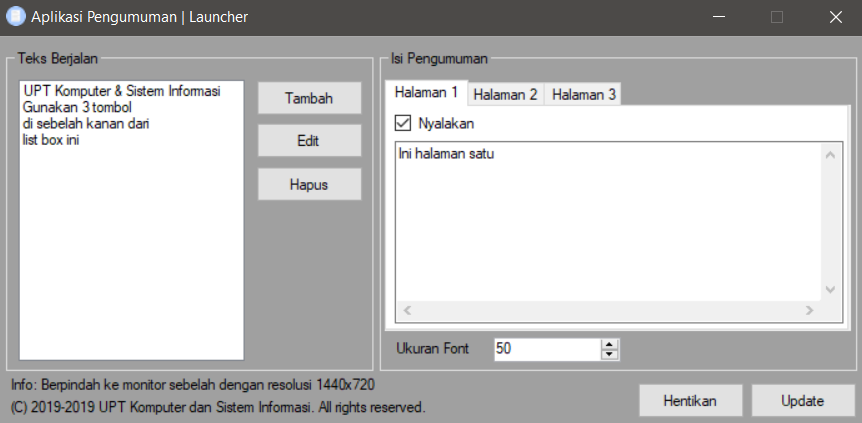 Aplikasi Pengumuman | Launcher
Teks Berjalan
UPT Komputer & Sistem Informasi
Gunakan 3 tombol
di sebelah kanan dari
list box ini
Tambah
Edit
Hapus
Isi Pengumuman
Halaman 1 Halaman 2 Halaman 3
Nyalakan
Ini halaman satu
Ukuran Font 50
Info: Berpindah ke monitor sebelah dengan resolusi 1440x720
(C) 2019-2019 UPT Komputer dan Sistem Informasi. All rights reserved.
Hentikan Update